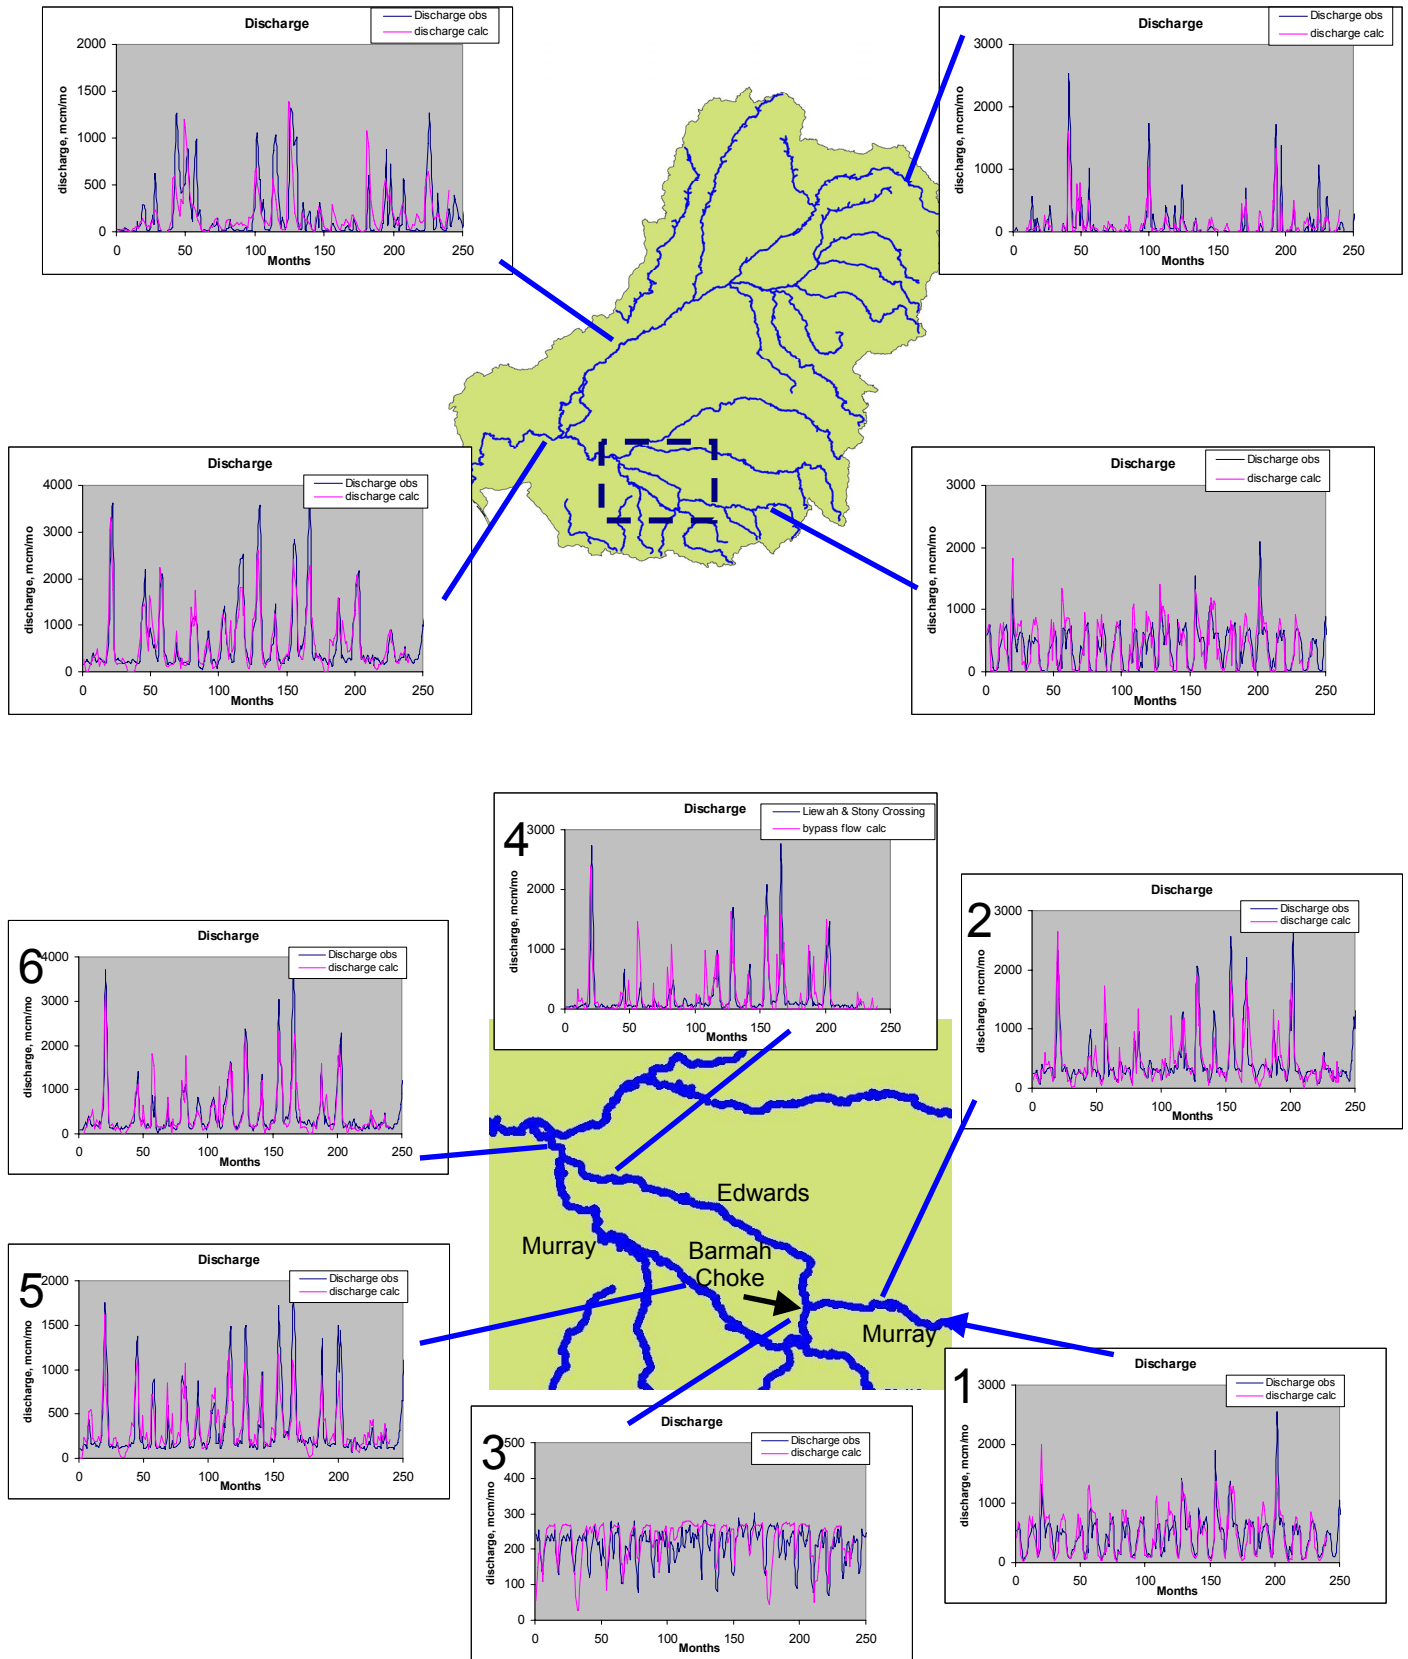 Discharge
Discharge obs
discharge calc
discharge, mcm/mo
2000
1500
1000
500
0
0 50 100 150 200 250
Months
Discharge
Discharge obs
discharge calc
discharge, mcm/mo
3000
2000
1000
0
0 50 100 150 200 250
Months
Discharge
Discharge obs
discharge calc
discharge, mcm/mo
4000
3000
2000
1000
0
0 50 100 150 200 250
Months
Discharge
Discharge obs
discharge calc
discharge, mcm/mo
3000
2000
1000
0
0 50 100 150 200 250
Months
4
Discharge
Liewah & Stony Crossing
bypass flow calc
discharge, mcm/mo
3000
2000
1000
0
0 50 100 150 200 250
Months
2
Discharge
Discharge obs
discharge calc
discharge, mcm/mo
3000
2000
1000
0
0 50 100 150 200 250
Months
6
Discharge
Discharge obs
discharge calc
discharge, mcm/mo
4000
3000
2000
1000
0
0 50 100 150 200 250
Months
Edwards
Murray
Barmah
Choke
Murray
5
Discharge
Discharge obs
discharge calc
discharge, mcm/mo
2000
1500
1000
500
0
0 50 100 150 200 250
Months
1
Discharge
Discharge obs
discharge calc
discharge, mcm/mo
3000
2000
1000
0
0 50 100 150 200 250
Months
3
Discharge
Discharge obs
discharge calc
discharge, mcm/mo
500
400
300
200
100
0
0 50 100 150 200 250
Months